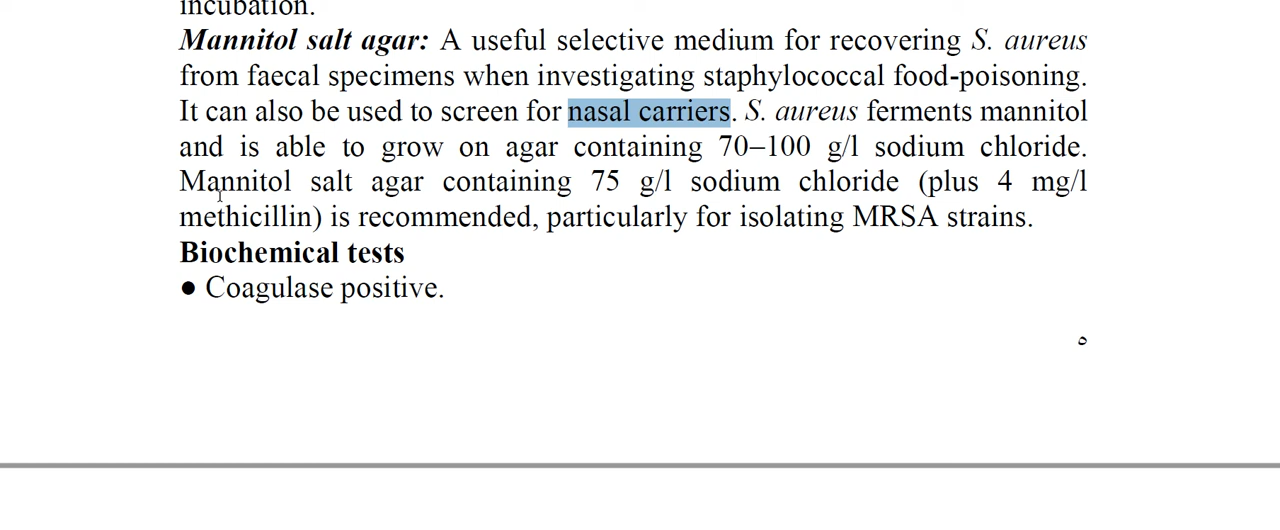 incubation.
Mannitol salt agar: A useful selective medium for recovering S. aureus
from faecal specimens when investigating staphylococcal food-poisoning.
It can also be used to screen for nasal carriers. S. aureus ferments mannitol
and is able to grow on agar containing 70–100 g/l sodium chloride.
Mannitol salt agar containing 75 g/l sodium chloride (plus 4 mg/l
methicillin) is recommended, particularly for isolating MRSA strains.
Biochemical tests
● Coagulase positive.
٥